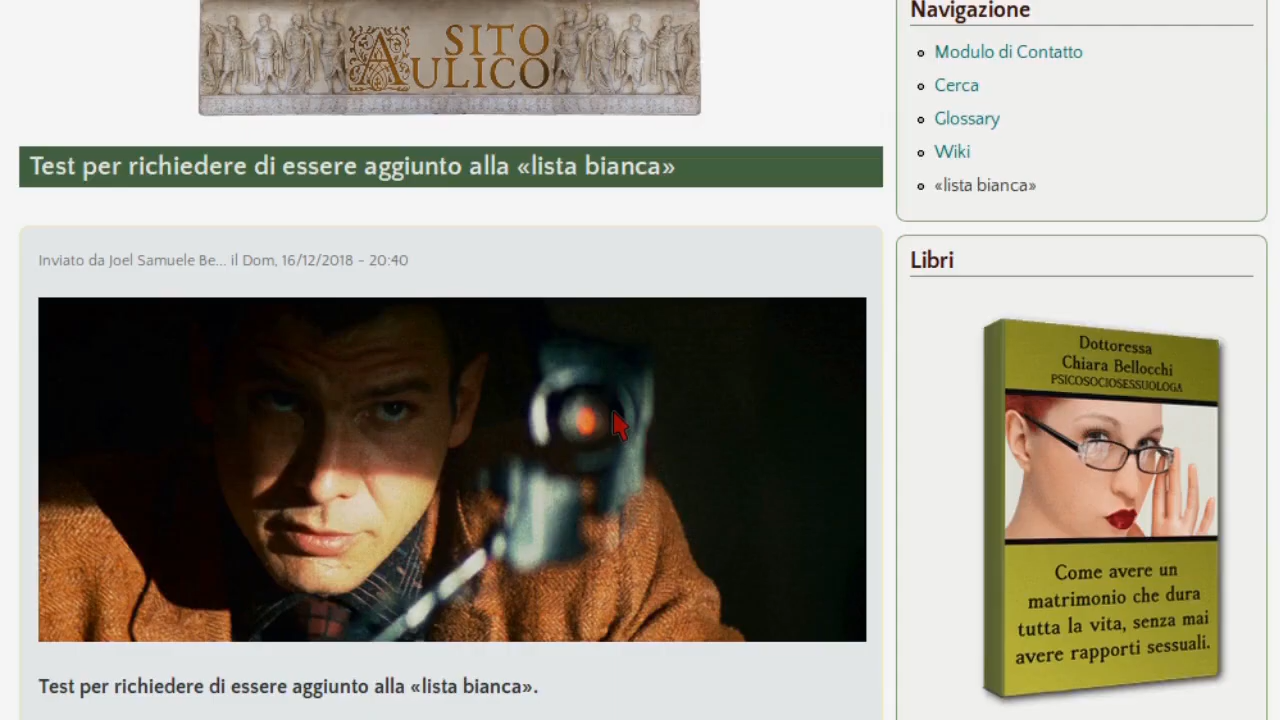 SITO
AULICO
Test per richiedere di essere aggiunto alla «lista bianca»
Inviato da Joel Samuele Be... il Dom, 16/12/2018 - 20:40
Test per richiedere di essere aggiunto alla «lista bianca».
Navigazione
Modulo di Contatto
Cerca
Glossary
Wiki
«lista bianca»
Libri
Dottoressa
Chiara Bellocchi
PSICOSOCIOSESSUOLOGA
Come avere un
matrimonio che dura
tutta la vita, senza mai
avere rapporti sessuali.